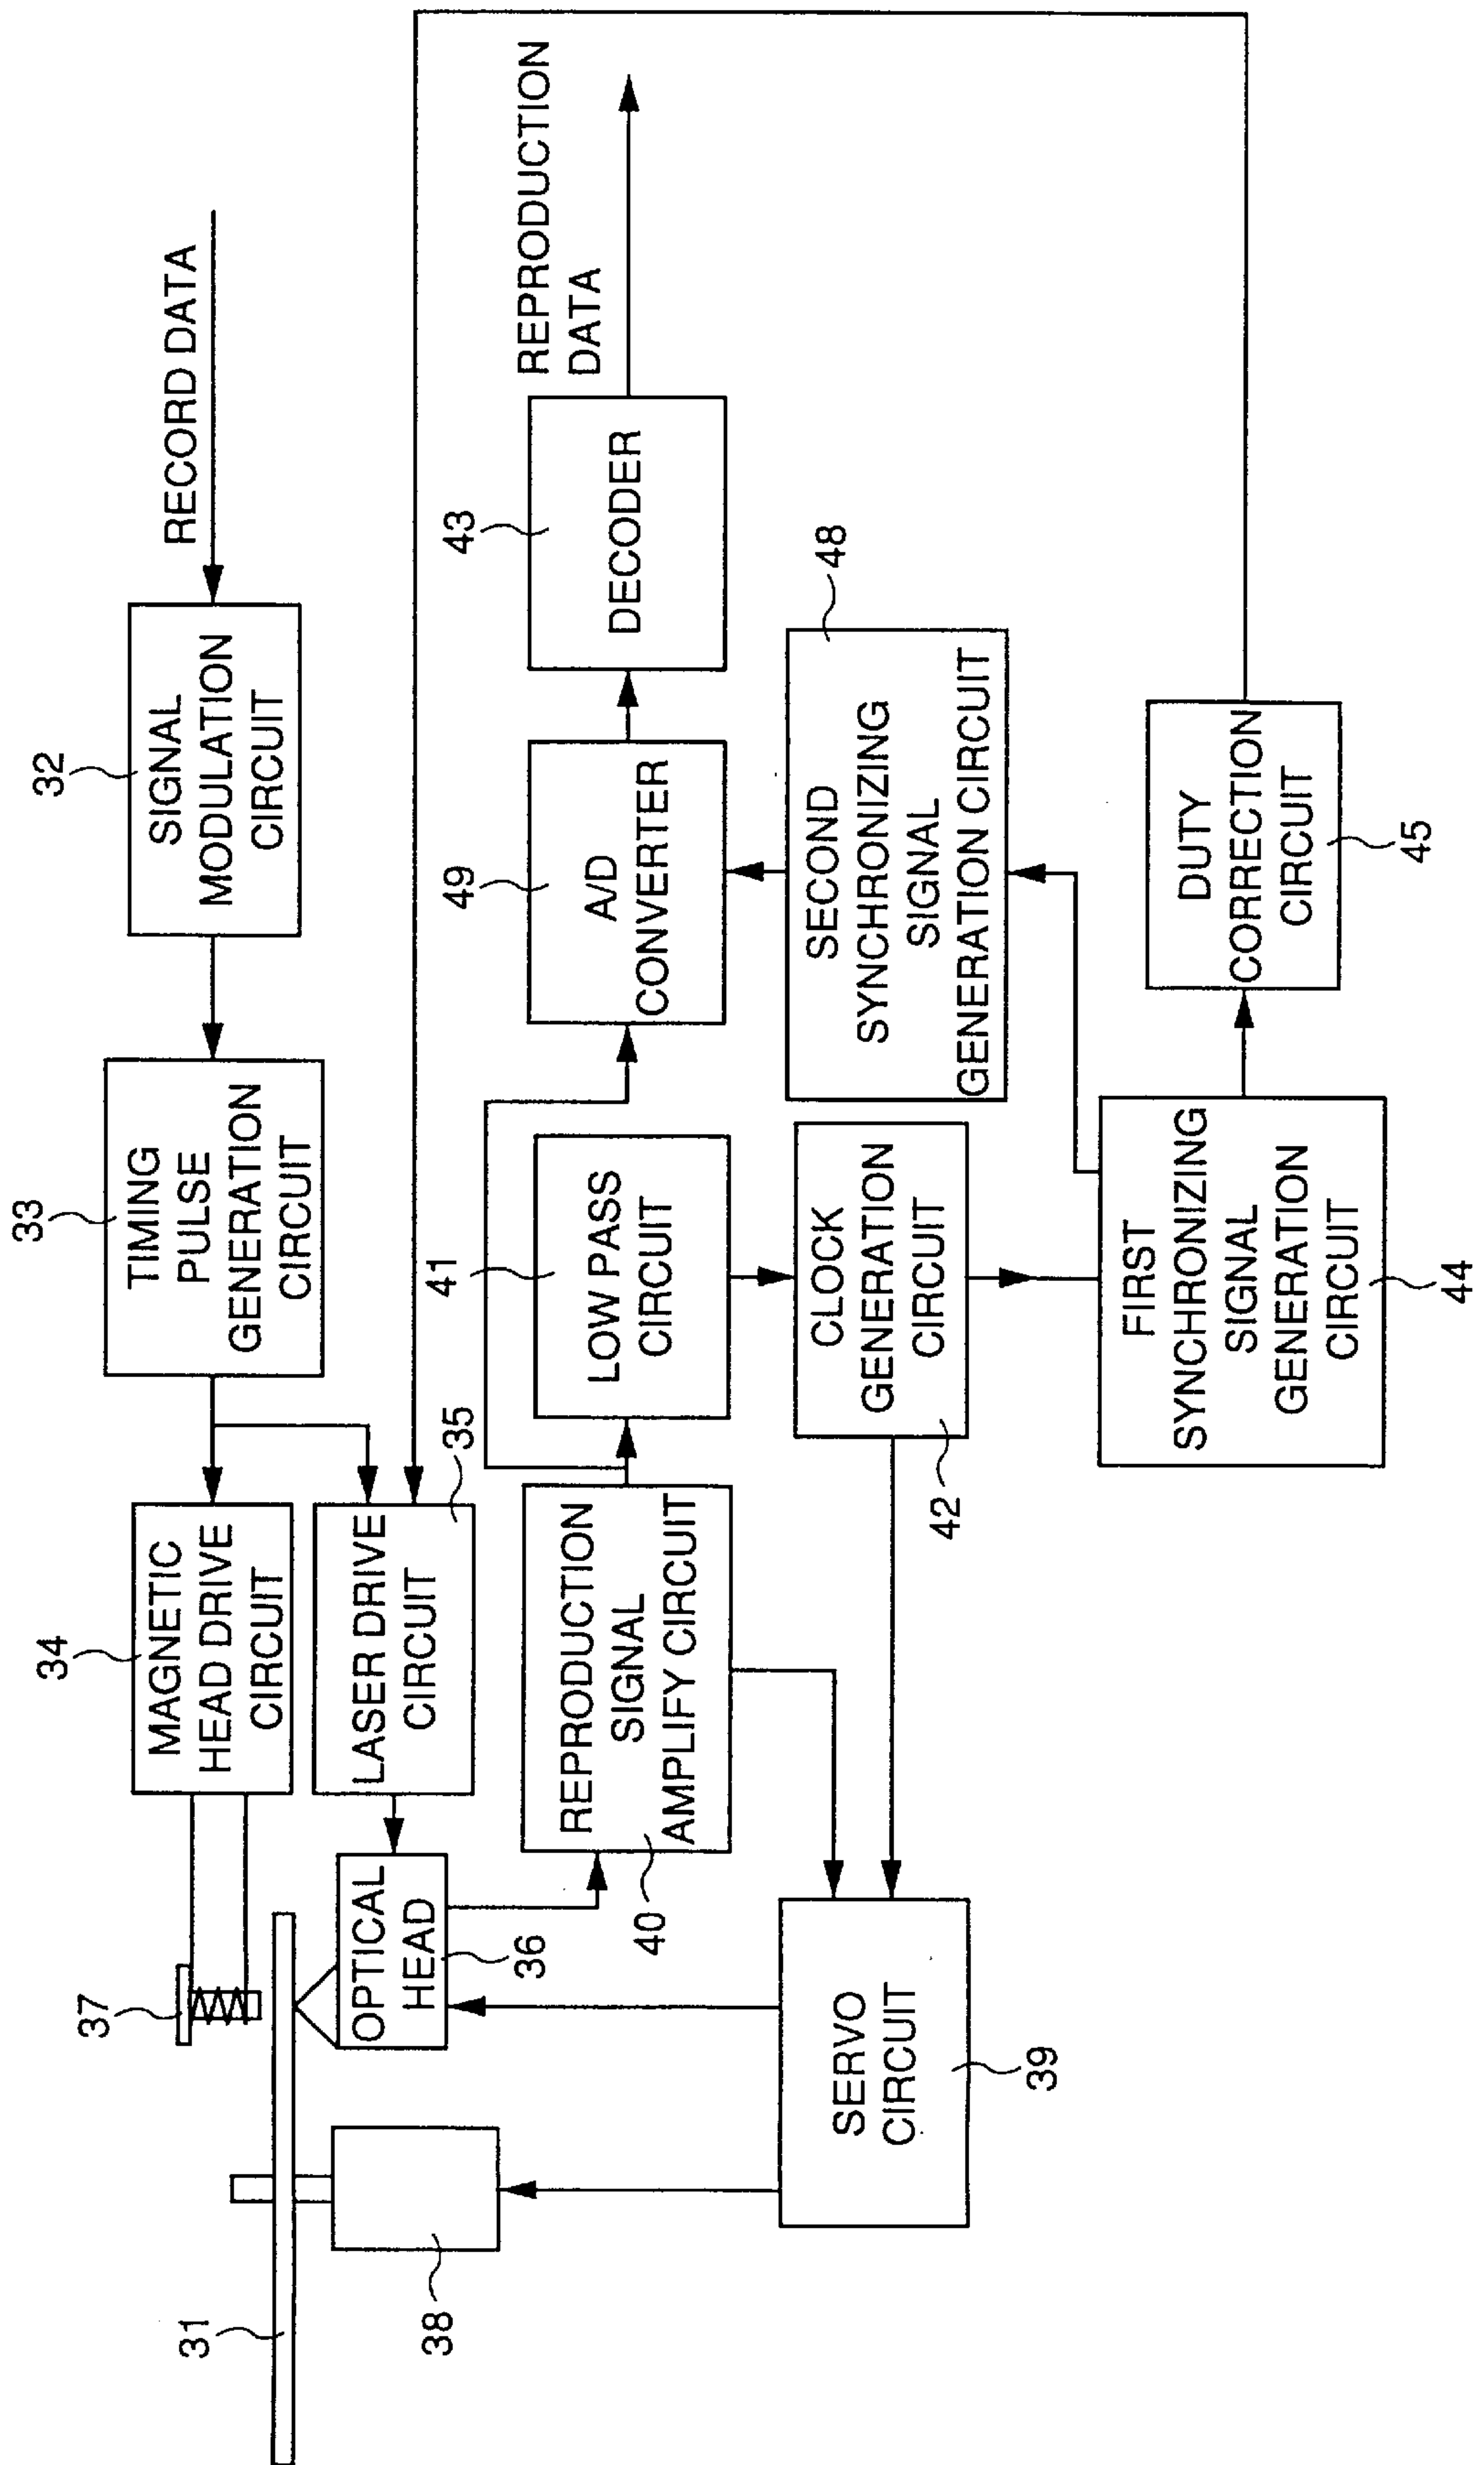 RECORD DATA
32
SIGNAL
MODULATION
CIRCUIT
33
TIMING
PULSE
GENERATION
CIRCUIT
34
MAGNETIC
HEAD DRIVE
CIRCUIT
35
LASER DRIVE
CIRCUIT
37
31
38
OPTICAL
HEAD
36
40
REPRODUCTION
SIGNAL
AMPLIFY CIRCUIT
41
LOW PASS
CIRCUIT
49
A/D
CONVERTER
43
DECODER
REPRODUCTION
DATA
SERVO
CIRCUIT
39
42
CLOCK
GENERATION
CIRCUIT
48
SECOND
SYNCHRONIZING
SIGNAL
GENERATION CIRCUIT
FIRST
SYNCHRONIZING
SIGNAL
GENERATION
CIRCUIT
44
DUTY
CORRECTION
CIRCUIT
45